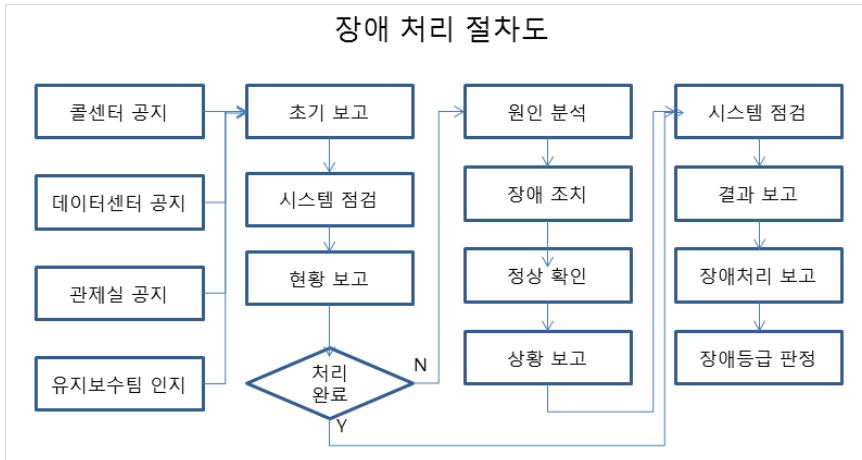 장애 처리 절차도
콜센터 공지
데이터센터 공지
관제실 공지
유지보수팀 인지
초기 보고
시스템 점검
현황 보고
처리
완료
N
Y
원인 분석
장애 조치
정상 확인
상황 보고
시스템 점검
결과 보고
장애처리 보고
장애등급 판정